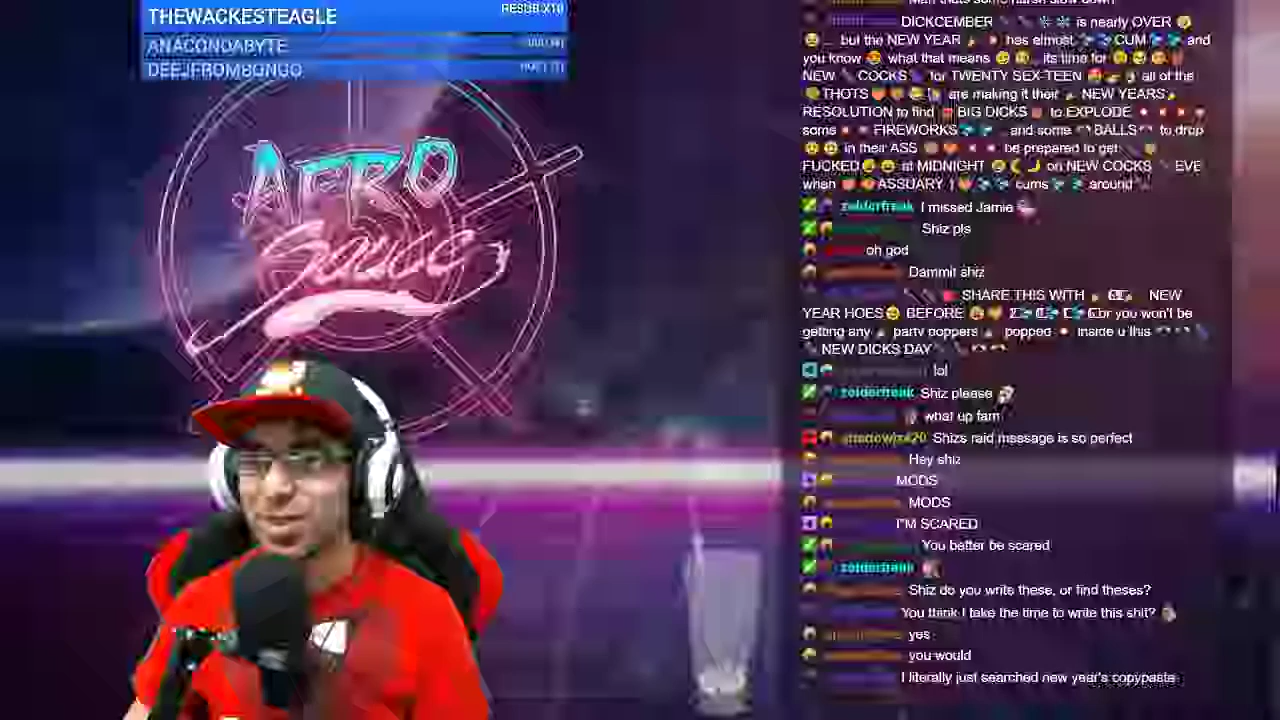 THEWACKESTEAGLE
ANACONDABYTE
DEEJFROMBONGO
AFRO
Sauce
DICKCEMBER is nearly OVER
but the NEW YEAR has almost CUM and
you know what that means its time for
NEW COCKS for TWENTY SEX-TEEN all of the
THOTS are making it their NEW YEARS
RESOLUTION to find BIG DICKS to EXPLODE
some FIREWORKS and some BALLS to drop
in their ASS be prepared to get
FUCKED at MIDNIGHT on NEW COCKS EVE
when ASSUARY 1 cums around
zolderfreak I missed Jamie
Shiz pls
oh god
Dammit shiz
SHARE THIS WITH NEW
YEAR HOES BEFORE or you won't be
getting any party poppers popped inside u this
NEW DICKS DAY
lol
zolderfreak Shiz please
what up fam
Shizs raid message is so perfect
Hey shiz
MODS
MODS
I'M SCARED
You better be scared
zolderfreak
Shiz do you write these, or find theses?
You think I take the time to write this shit?
yes
you would
I literally just searched new year's copypasta